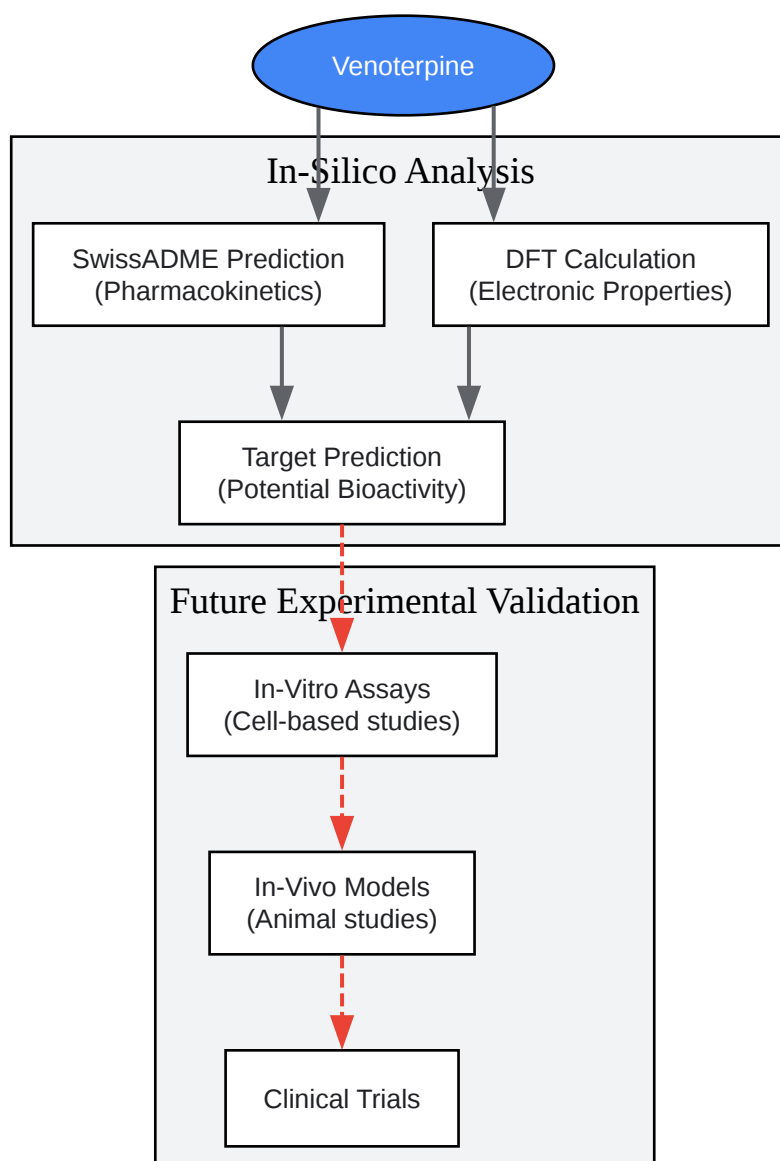 Venoterpine
In-Silico Analysis
SwissADME Prediction
(Pharmacokinetics)
DFT Calculation
(Electronic Properties)
Target Prediction
(Potential Bioactivity)
Future Experimental Validation
In-Vitro Assays
(Cell-based studies)
In-Vivo Models
(Animal studies)
Clinical Trials